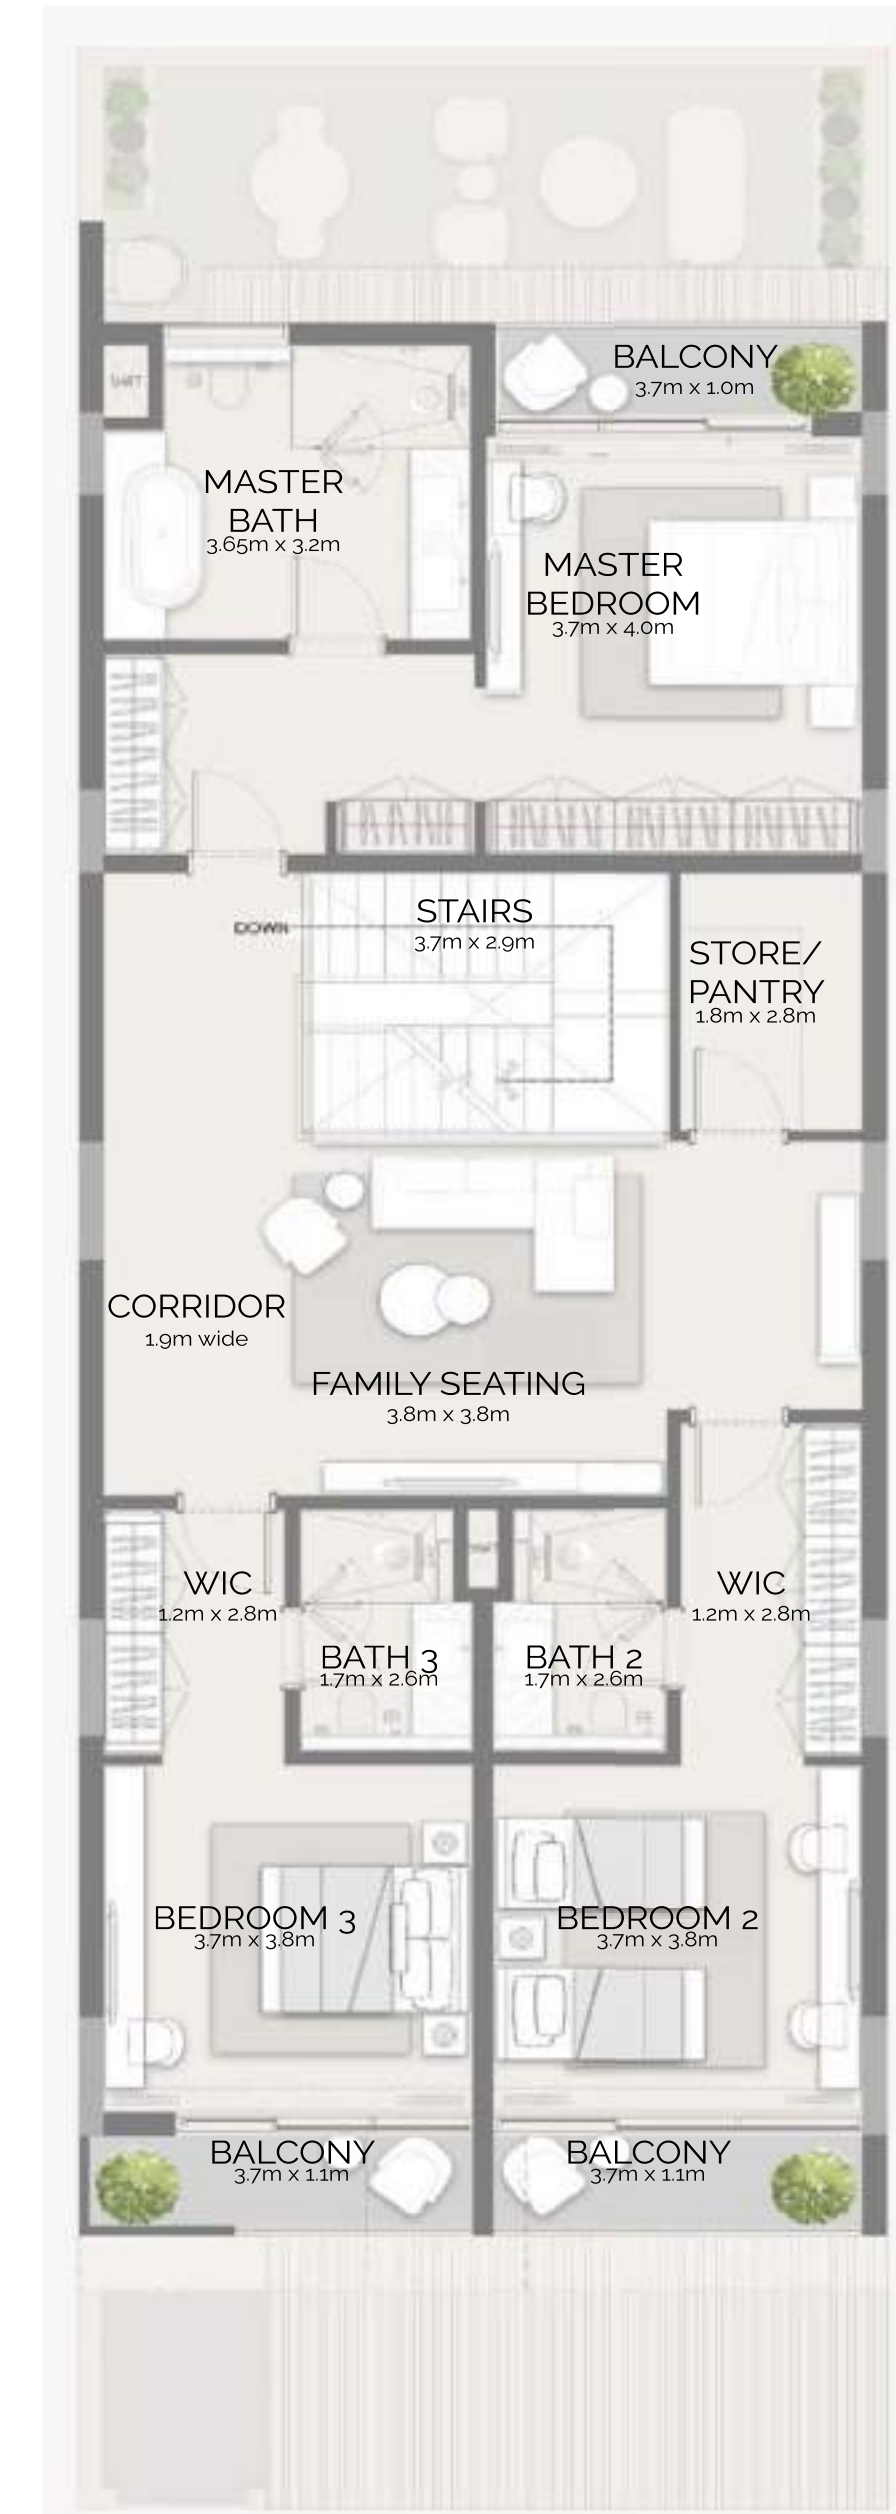 BALCONY
3.7m x 1.0m
MASTER
BATH
3.65m x 3.2m
MASTER
BEDROOM
3.7m x 4.0m
STAIRS
3.7m x 2.9m
DOWN
STORE/
PANTRY
1.8m x 2.8m
CORRIDOR
1.9m wide
FAMILY SEATING
3.8m x 3.8m
WIC
1.2m x 2.8m
WIC
1.2m x 2.8m
BATH 3
1.7m x 2.6m
BATH 2
1.7m x 2.6m
BEDROOM 3
3.7m x 3.8m
BEDROOM 2
3.7m x 3.8m
BALCONY
3.7m x 1.1m
BALCONY
3.7m x 1.1m